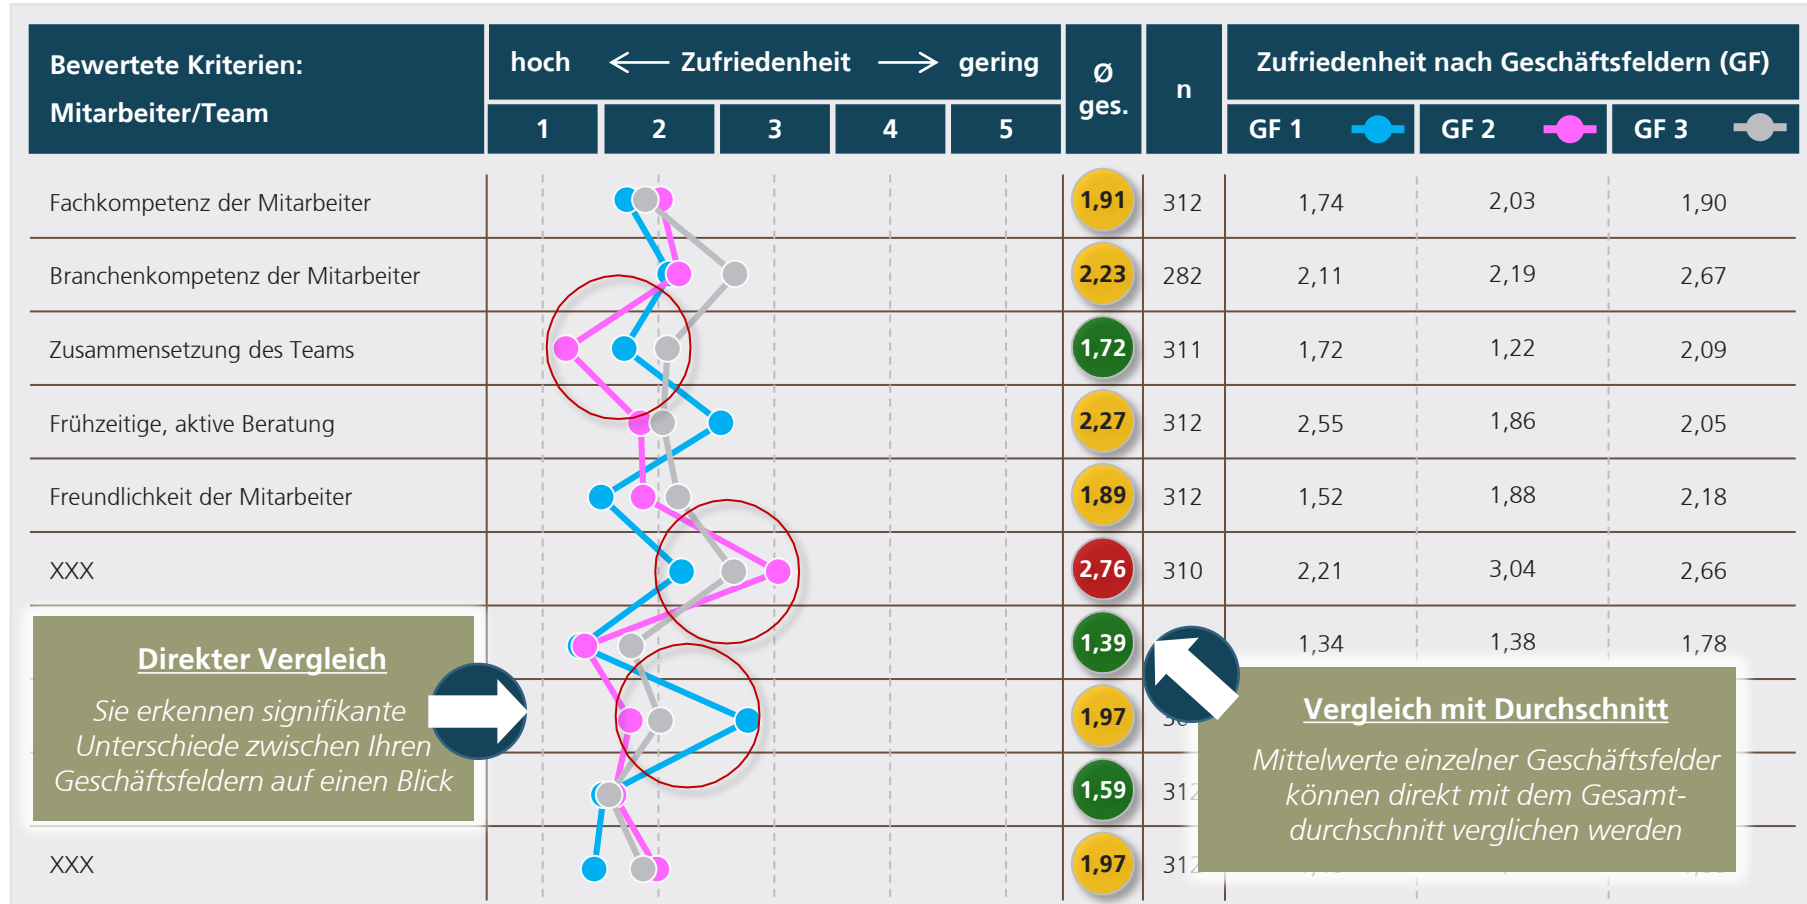 Bewertete Kriterien:
Mitarbeiter/Team
hoch ← Zufriedenheit → gering
1 2 3 4 5
Ø
ges.
n
Zufriedenheit nach Geschäftsfeldern (GF)
GF 1 GF 2 GF 3
Fachkompetenz der Mitarbeiter 1,91 312 1,74 2,03 1,90
Branchenkompetenz der Mitarbeiter 2,23 282 2,11 2,19 2,67
Zusammensetzung des Teams 1,72 311 1,72 1,22 2,09
Frühzeitige, aktive Beratung 2,27 312 2,55 1,86 2,05
Freundlichkeit der Mitarbeiter 1,89 312 1,52 1,88 2,18
XXX 2,76 310 2,21 3,04 2,66
1,39 1,34 1,38 1,78
1,97
1,59 312
XXX 1,97 312
Direkter Vergleich
Sie erkennen signifikante
Unterschiede zwischen Ihren
Geschäftsfeldern auf einen Blick
Vergleich mit Durchschnitt
Mittelwerte einzelner Geschäftsfelder
können direkt mit dem Gesamt-
durchschnitt verglichen werden